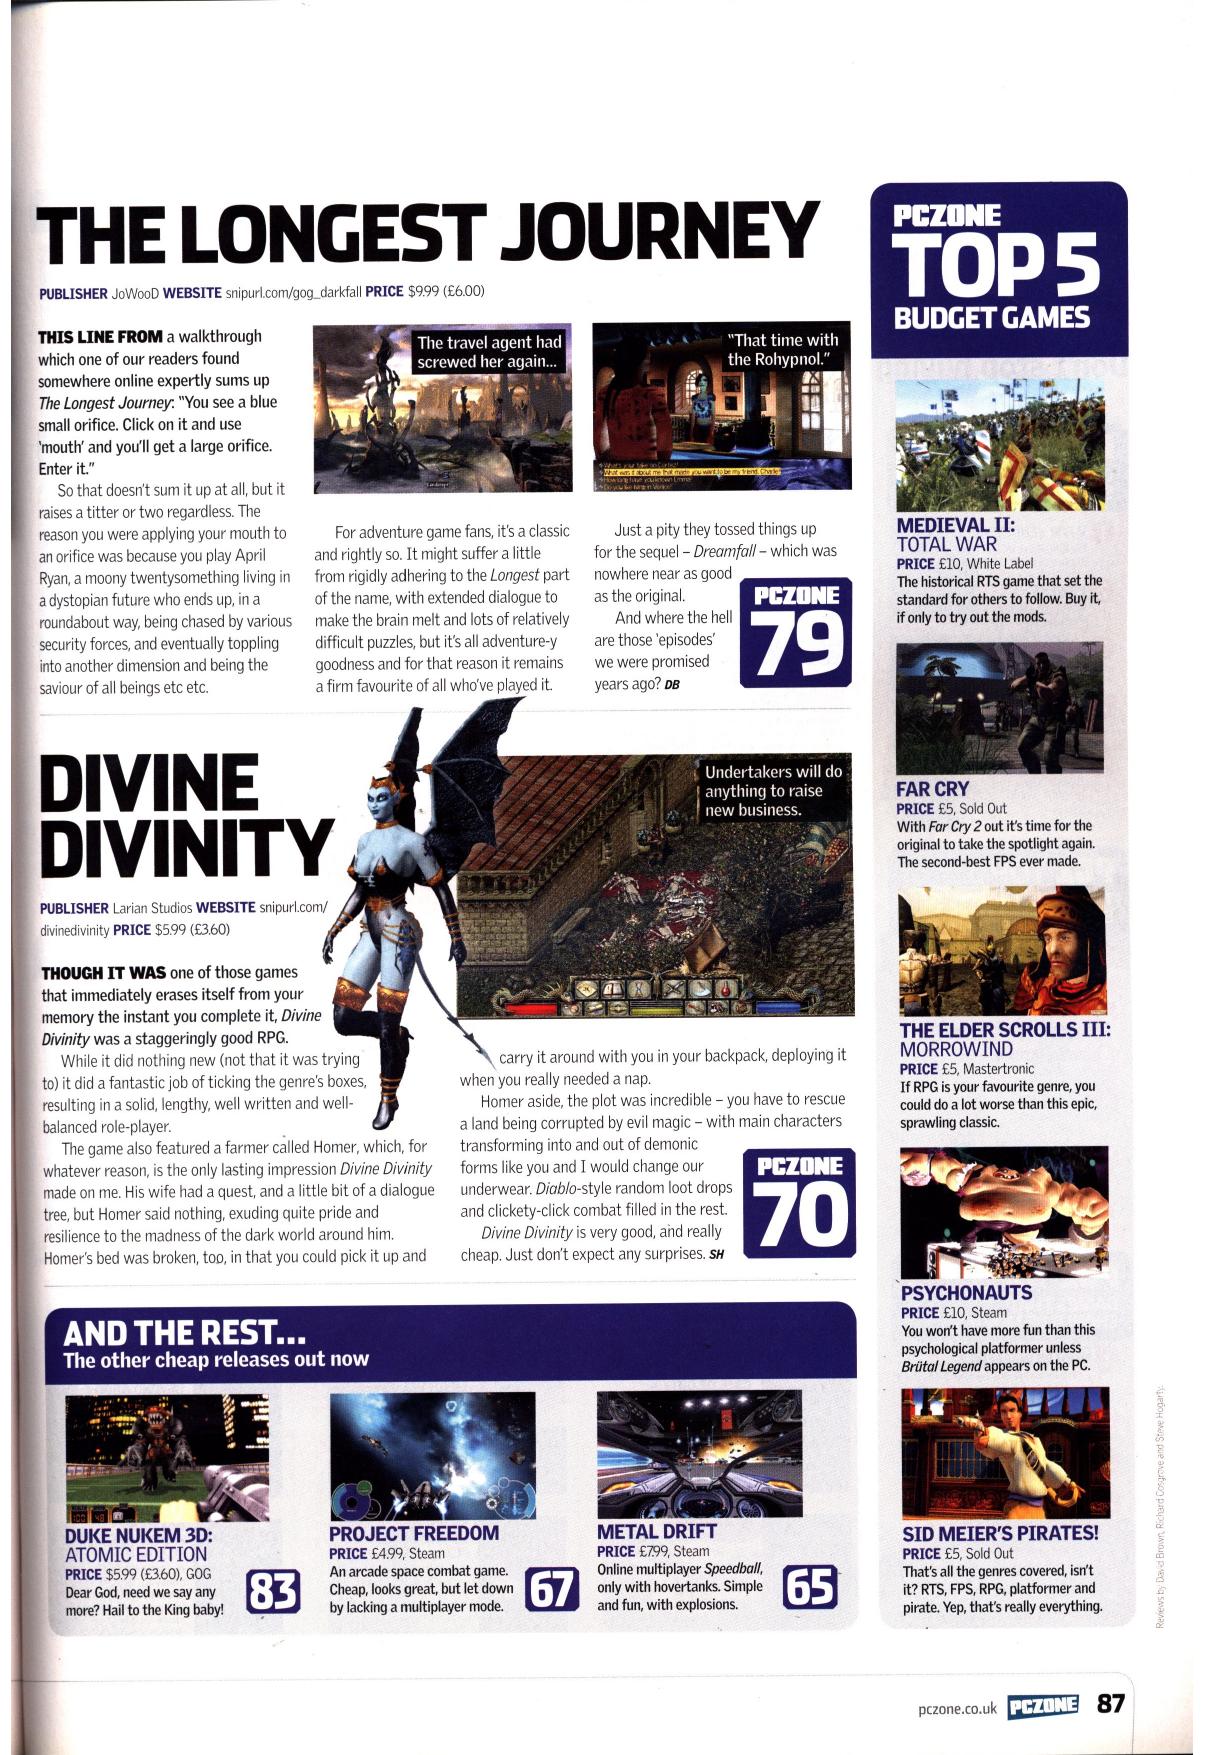 THE LONGEST JOURNEY
PUBLISHER JoWooD WEBSITE snipurl.com/gog_darkfall PRICE $9.99 (£6.00)
THIS LINE FROM a walkthrough
which one of our readers found
somewhere online expertly sums up
The Longest Journey: "You see a blue
small orifice. Click on it and use
'mouth' and you'll get a large orifice.
Enter it."
So that doesn't sum it up at all, but it
raises a titter or two regardless. The
reason you were applying your mouth to
an orifice was because you play April
Ryan, a moony twentysomething living in
a dystopian future who ends up, in a
roundabout way, being chased by various
security forces, and eventually toppling
into another dimension and being the
saviour of all beings etc etc.
The travel agent had
screwed her again...
For adventure game fans, it's a classic
and rightly so. It might suffer a little
from rigidly adhering to the Longest part
of the name, with extended dialogue to
make the brain melt and lots of relatively
difficult puzzles, but it's all adventure-y
goodness and for that reason it remains
a firm favourite of all who've played it.
"That time with
the Rohypnol."
What was it about me that made you want to be my friend, Charlie?
Just a pity they tossed things up
for the sequel – Dreamfall – which was
nowhere near as good
as the original.
And where the hell
are those 'episodes'
we were promised
years ago? DB
PCZONE
79
DIVINE
DIVINITY
PUBLISHER Larian Studios WEBSITE snipurl.com/
divinedivinity PRICE $5.99 (£3.60)
THOUGH IT WAS one of those games
that immediately erases itself from your
memory the instant you complete it, Divine
Divinity was a staggeringly good RPG.
While it did nothing new (not that it was trying
to) it did a fantastic job of ticking the genre's boxes,
resulting in a solid, lengthy, well written and well-
balanced role-player.
The game also featured a farmer called Homer, which, for
whatever reason, is the only lasting impression Divine Divinity
made on me. His wife had a quest, and a little bit of a dialogue
tree, but Homer said nothing, exuding quite pride and
resilience to the madness of the dark world around him.
Homer's bed was broken, too, in that you could pick it up and
Undertakers will do
anything to raise
new business.
carry it around with you in your backpack, deploying it
when you really needed a nap.
Homer aside, the plot was incredible – you have to rescue
a land being corrupted by evil magic – with main characters
transforming into and out of demonic
forms like you and I would change our
underwear. Diablo-style random loot drops
and clickety-click combat filled in the rest.
Divine Divinity is very good, and really
cheap. Just don't expect any surprises. SH
PCZONE
70
AND THE REST...
The other cheap releases out now
DUKE NUKEM 3D:
ATOMIC EDITION
PRICE $5.99 (£3.60), GOG
Dear God, need we say any
more? Hail to the King baby!
83
PROJECT FREEDOM
PRICE £4.99, Steam
An arcade space combat game.
Cheap, looks great, but let down
by lacking a multiplayer mode.
67
METAL DRIFT
PRICE £7.99, Steam
Online multiplayer Speedball,
only with hovertanks. Simple
and fun, with explosions.
65
PCZONE
TOP 5
BUDGET GAMES
MEDIEVAL II:
TOTAL WAR
PRICE £10, White Label
The historical RTS game that set the
standard for others to follow. Buy it,
if only to try out the mods.
FAR CRY
PRICE £5, Sold Out
With Far Cry 2 out it's time for the
original to take the spotlight again.
The second-best FPS ever made.
THE ELDER SCROLLS III:
MORROWIND
PRICE £5, Mastertronic
If RPG is your favourite genre, you
could do a lot worse than this epic,
sprawling classic.
PSYCHONAUTS
PRICE £10, Steam
You won't have more fun than this
psychological platformer unless
Brütal Legend appears on the PC.
SID MEIER'S PIRATES!
PRICE £5, Sold Out
That's all the genres covered, isn't
it? RTS, FPS, RPG, platformer and
pirate. Yep, that's really everything.
Reviews by David Brown, Richard Cosgrove and Steve Hogarty.
pczone.co.uk PCZONE 87